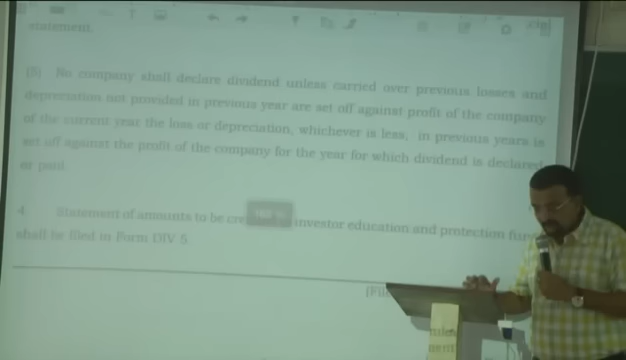 statement.
(5) No company shall declare dividend unless carried over previous losses and
depreciation not provided in previous year are set off against profit of the company
of the current year the loss or depreciation, whichever is less, in previous years is
set off against the profit of the company for the year for which dividend is declared
or paid.
4 Statement of amounts to be cre investor education and protection fun
shall be filed in Form DIV 5